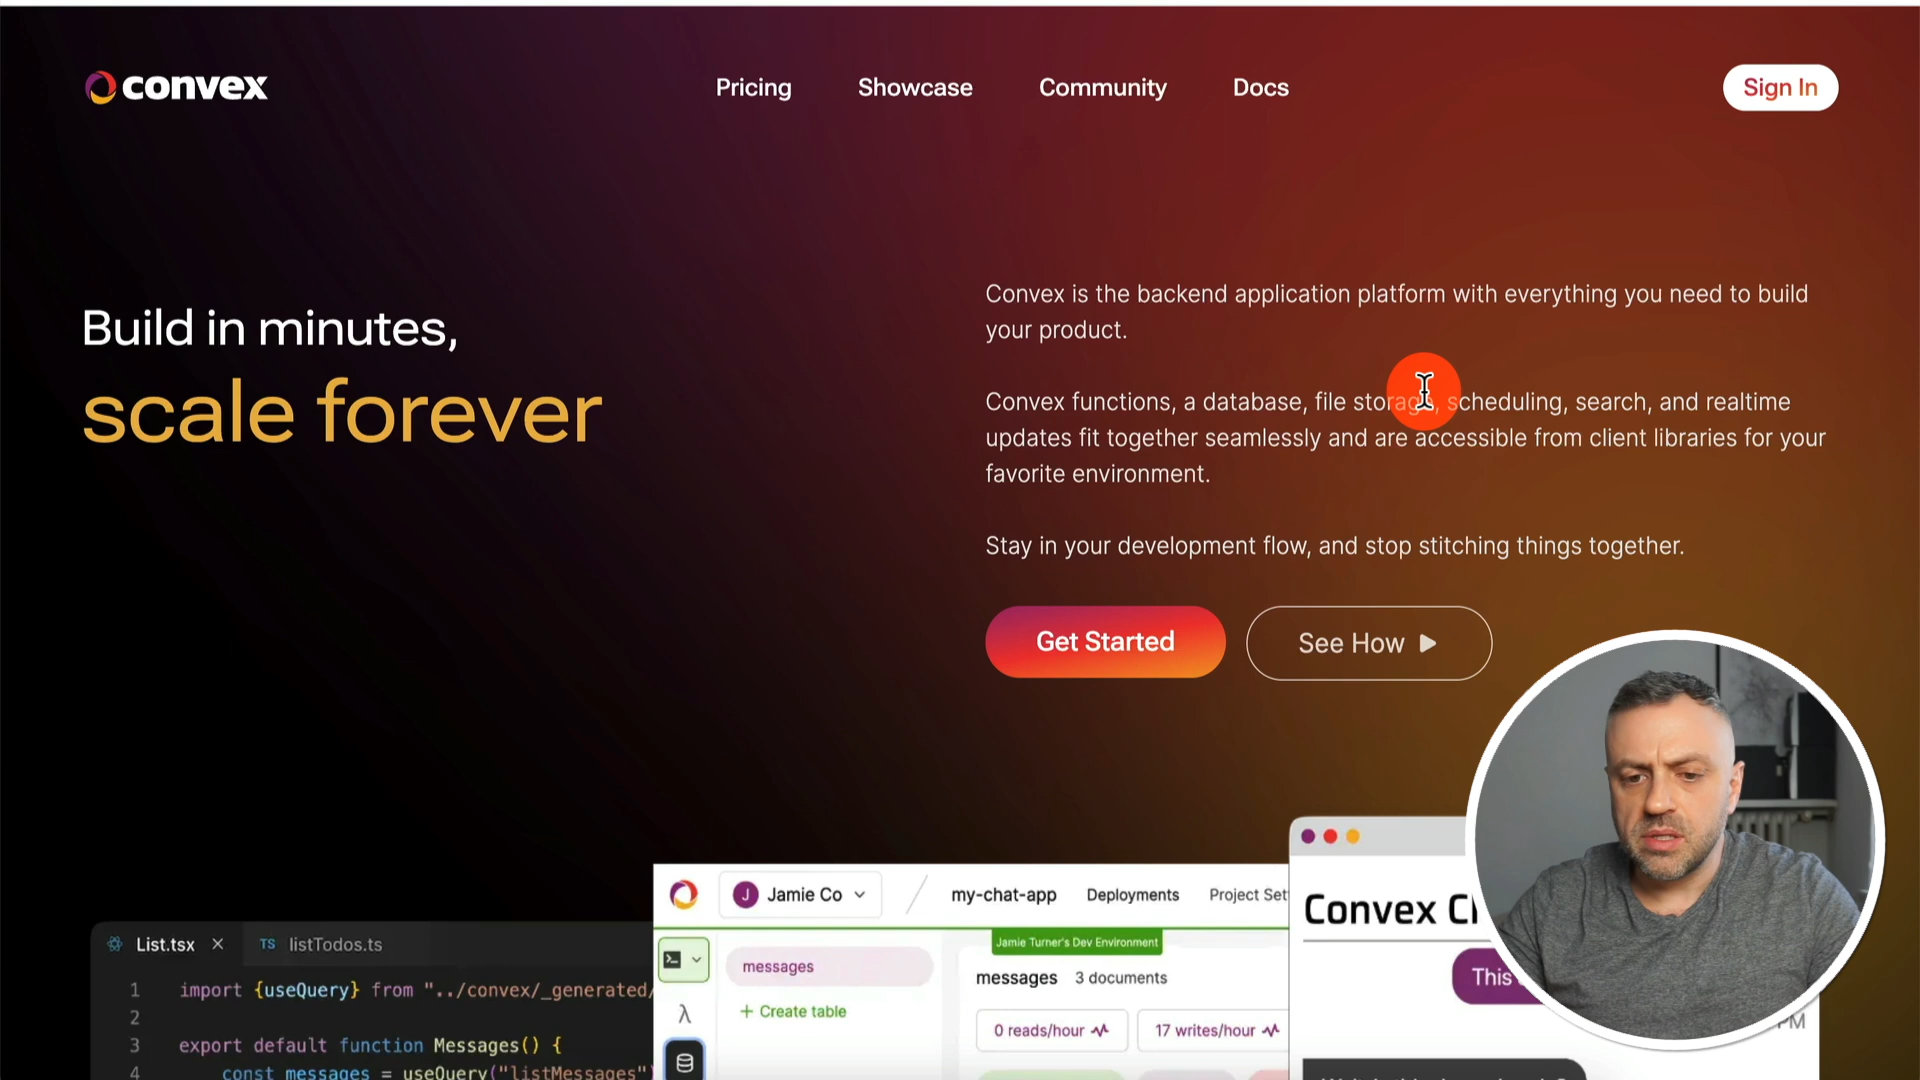 convex
Pricing
Showcase
Community
Docs
Sign In
Build in minutes,
scale forever
Convex is the backend application platform with everything you need to build
your product.
Convex functions, a database, file storage, scheduling, search, and realtime
updates fit together seamlessly and are accessible from client libraries for your
favorite environment.
Stay in your development flow, and stop stitching things together.
Get Started
See How
List.tsx
TS listTodos.ts
1 import {useQuery} from "../convex/_generated/
2
3 export default function Messages() {
4 const messages = useQuery("listMessages")
J Jamie Co
my-chat-app
Deployments
Project Set
Jamie Turner's Dev Environment
messages
+ Create table
messages 3 documents
0 reads/hour
17 writes/hour
Convex
This
PM